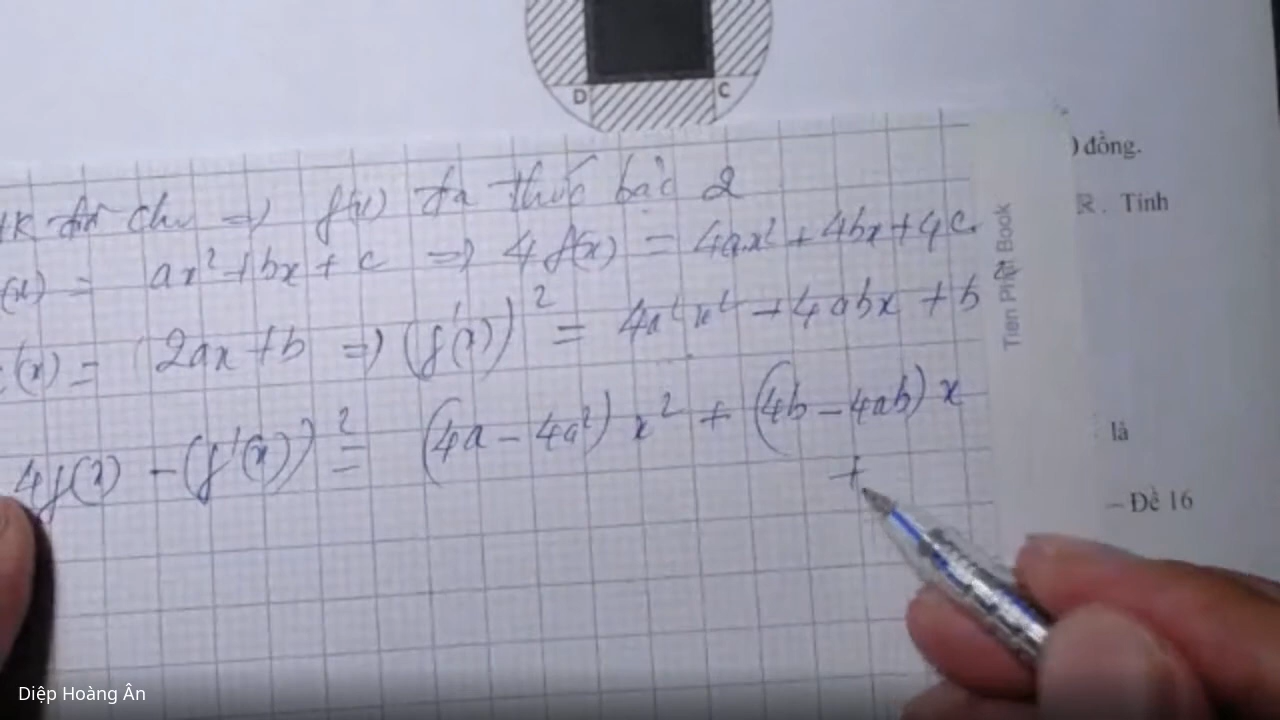 D C
) đồng.
R. Tính
là
– Đề 16
Tien Phat Book
⇒ f(x) đa thức bậc 2
(x) = ax² + bx + c ⇒ 4f(x) = 4ax² + 4bx + 4c
(x) = 2ax + b ⇒ (f'(x))² = 4a²x² + 4abx + b
4f(x) - (f'(x))² = (4a - 4a²)x² + (4b - 4ab)x
+
Diệp Hoàng Ân